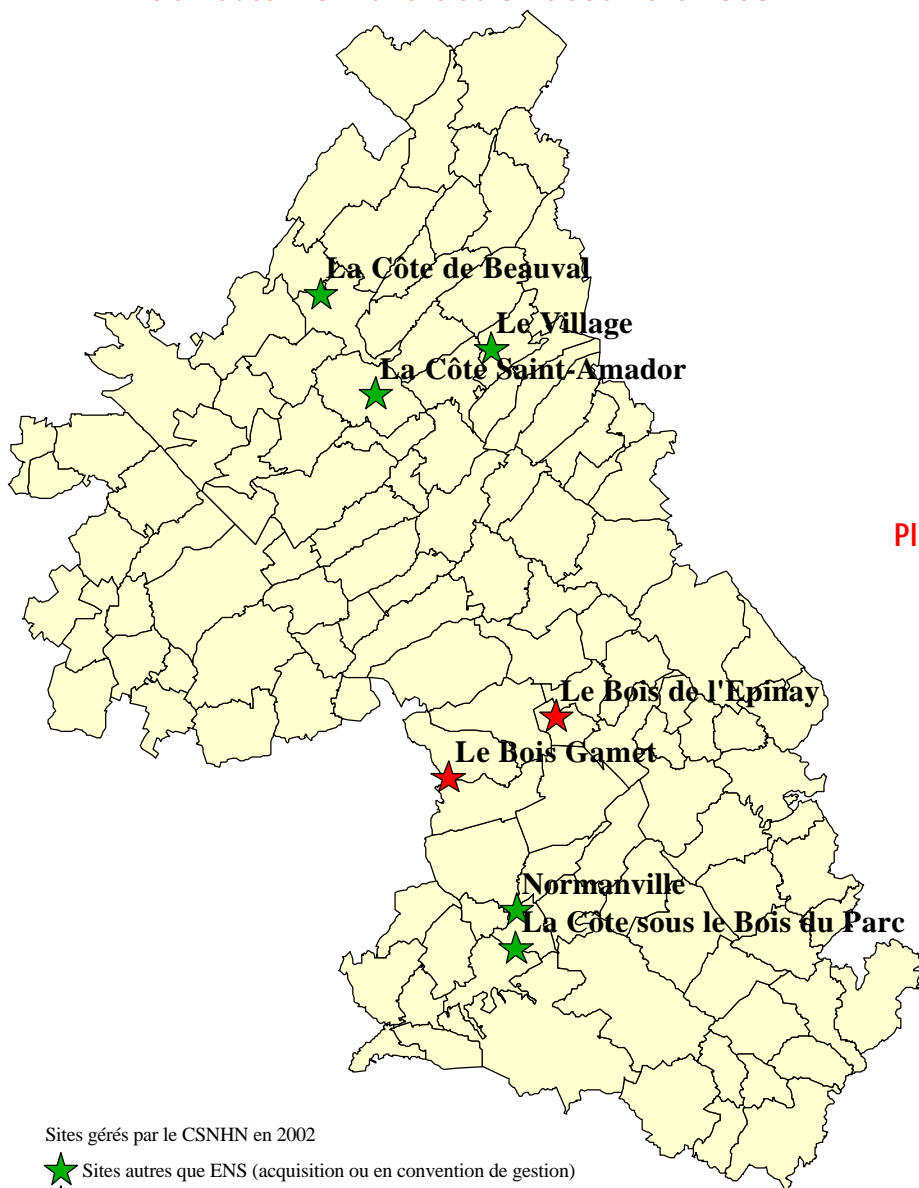 La Côte de Beauval
Le Village
La Côte Saint-Amador
Pl
Le Bois de l'Epinay
Le Bois Gamet
Normanville
La Côte sous le Bois du Parc
Sites gérés par le CSNHN en 2002
Sites autres que ENS (acquisition ou en convention de gestion)